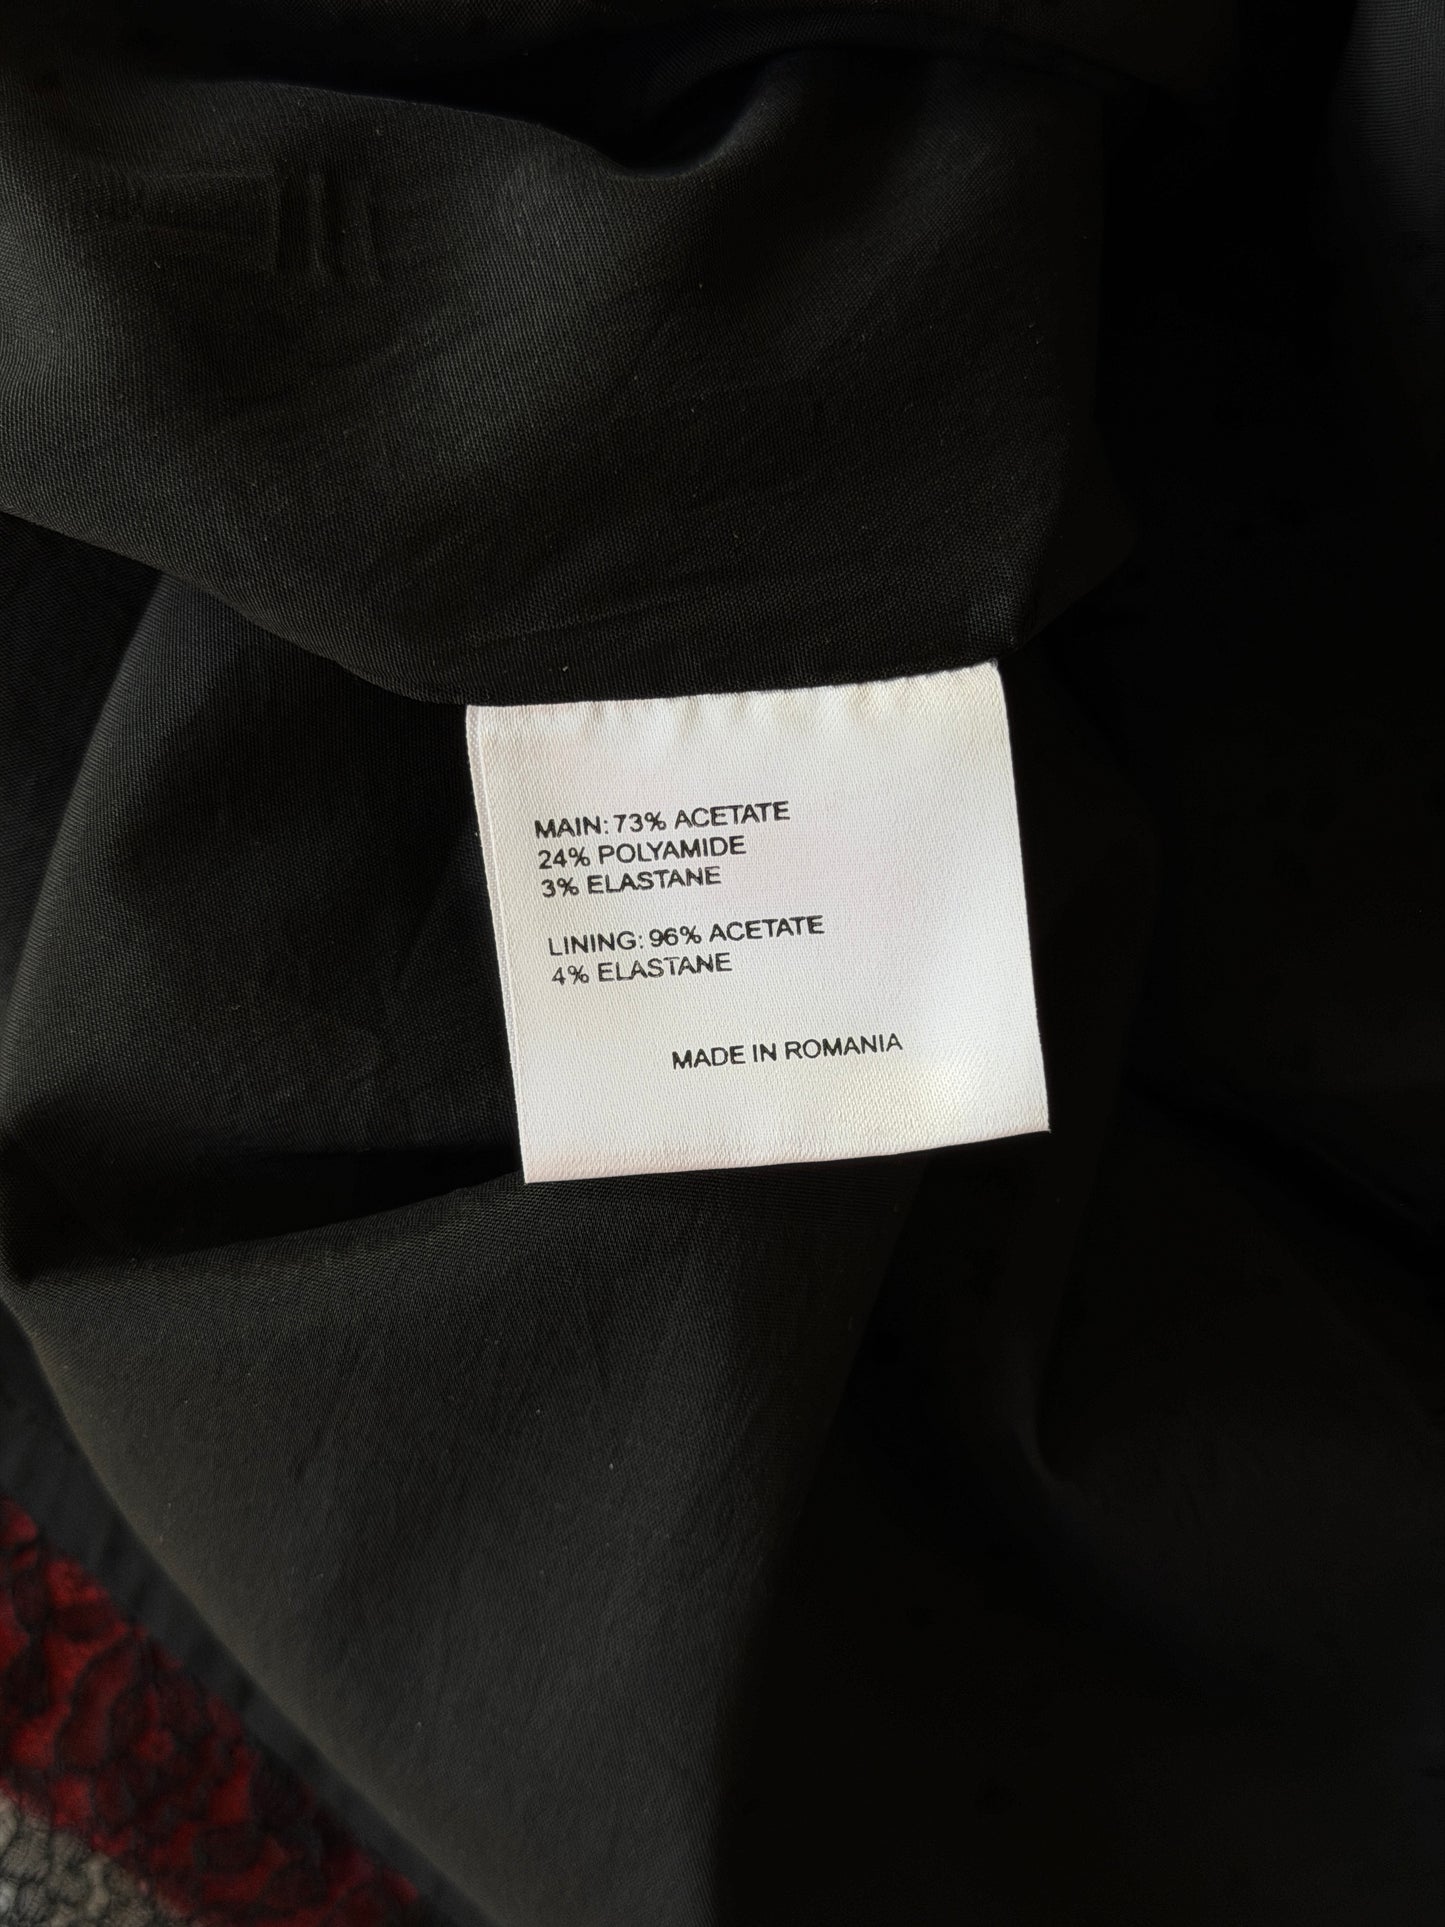 MAIN: 73% ACETATE
24% POLYAMIDE
3% ELASTANE
LINING: 96% ACETATE
4% ELASTANE
MADE IN ROMANIA